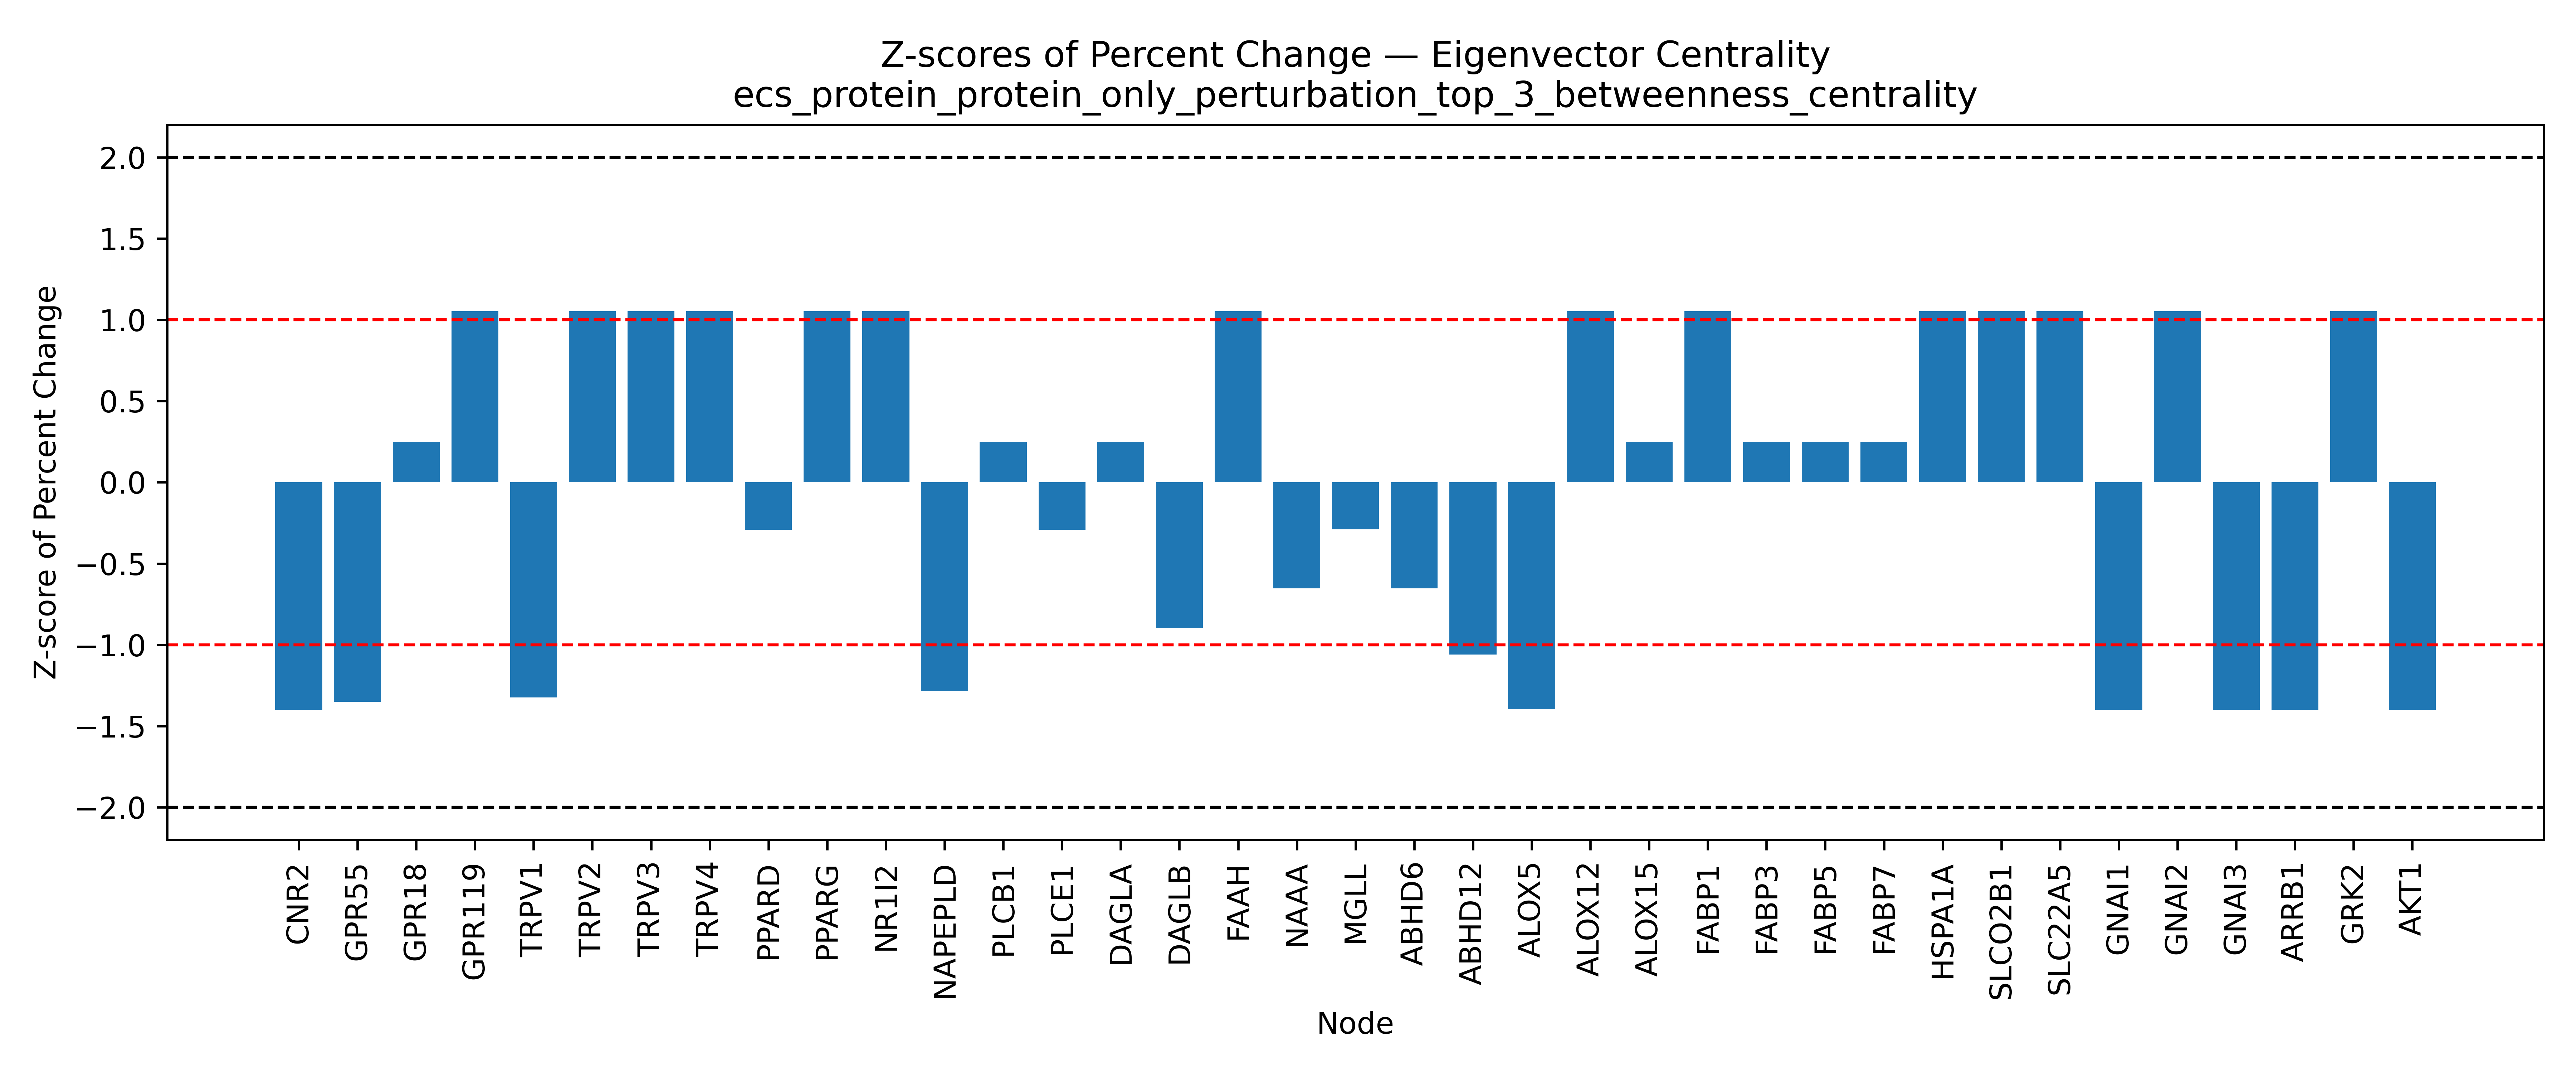 Z-scores of Percent Change — Eigenvector Centrality
ecs_protein_protein_only_perturbation_top_3_betweenness_centrality
Z-score of Percent Change
2.0
1.5
1.0
0.5
0.0
−0.5
−1.0
−1.5
−2.0
CNR2
GPR55
GPR18
GPR119
TRPV1
TRPV2
TRPV3
TRPV4
PPARD
PPARG
NR1I2
NAPEPLD
PLCB1
PLCE1
DAGLA
DAGLB
FAAH
NAAA
MGLL
ABHD6
ABHD12
ALOX5
ALOX12
ALOX15
FABP1
FABP3
FABP5
FABP7
HSPA1A
SLCO2B1
SLC22A5
GNAI1
GNAI2
GNAI3
ARRB1
GRK2
AKT1
Node